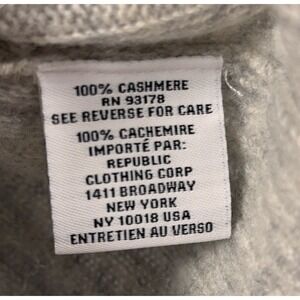 100% CASHMERE
RN 93178
SEE REVERSE FOR CARE
100% CACHEMIRE
IMPORTÉ PAR:
REPUBLIC
CLOTHING CORP
1411 BROADWAY
NEW YORK
NY 10018 USA
ENTRETIEN AU VERSO